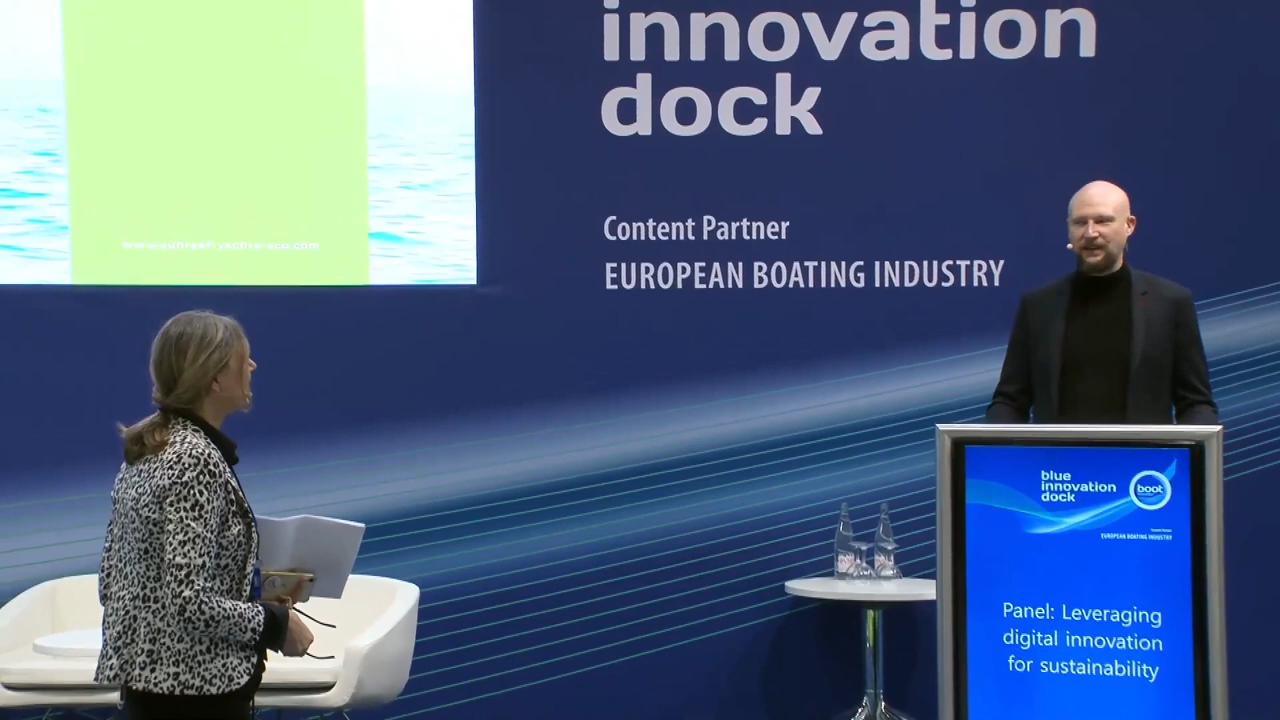 innovation
dock
Content Partner
EUROPEAN BOATING INDUSTRY
blue
innovation
dock
boot
EUROPEAN BOATING INDUSTRY
Panel: Leveraging
digital innovation
for sustainability